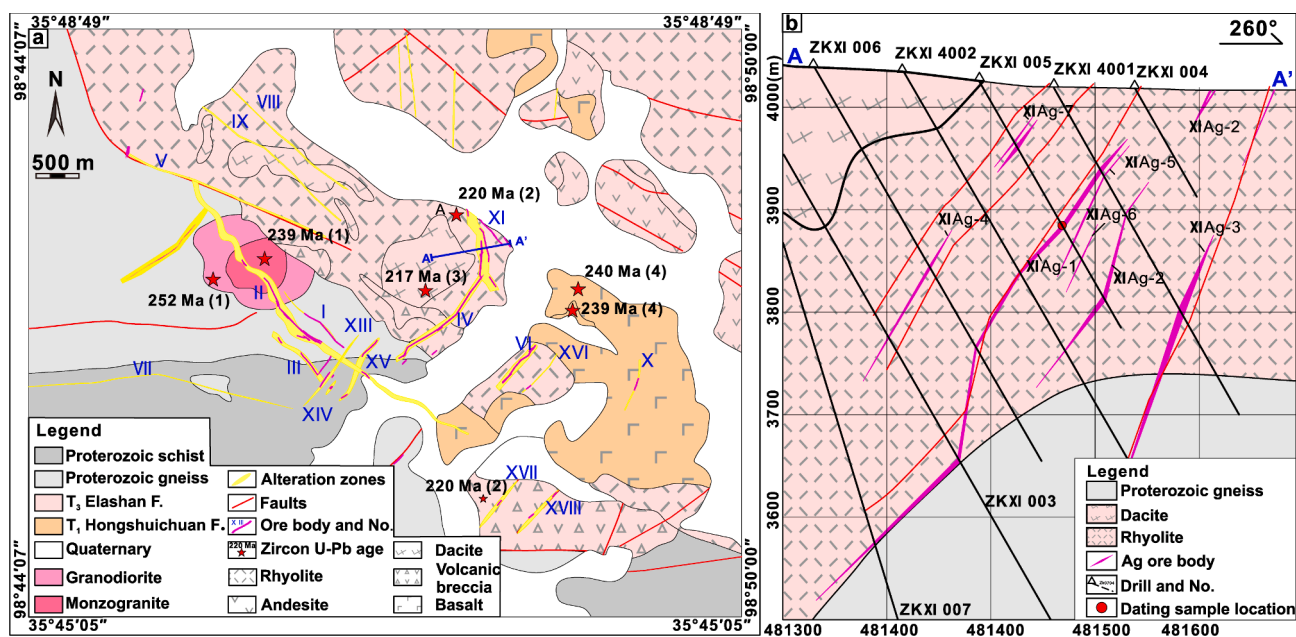 35°48'49" 35°48'49"
a
98°44'07"
98°50'00"
N
500 m
VIII
IX
V
220 Ma (2)
A
XI
239 Ma (1)
A'
217 Ma (3)
240 Ma (4)
252 Ma (1)
239 Ma (4)
II
I
XIII
IV
III
XV
VI
XVI
X
VII
XIV
XVII
220 Ma (2)
XVIII
Legend
Proterozoic schist
Proterozoic gneiss
T3 Elashan F.
T1 Hongshuichuan F.
Quaternary
Granodiorite
Monzogranite
Alteration zones
Faults
XII
Ore body and No.
220 Ma
Zircon U-Pb age
Rhyolite
Andesite
Dacite
Volcanic
breccia
Basalt
98°44'07"
98°50'00"
35°45'05" 35°45'05"
b
260°
A
A'
ZKXI 006
ZKXI 4002
ZKXI 005
ZKXI 4001
ZKXI 004
4000(m)
3900
3800
3700
3600
XIAg-7
XIAg-2
XIAg-5
XIAg-4
XIAg-6
XIAg-3
XIAg-1
XIAg-2
ZKXI 003
ZKXI 007
Legend
Proterozoic gneiss
Dacite
Rhyolite
Ag ore body
Drill and No.
Dating sample location
481300 481400 481400 481500 481600